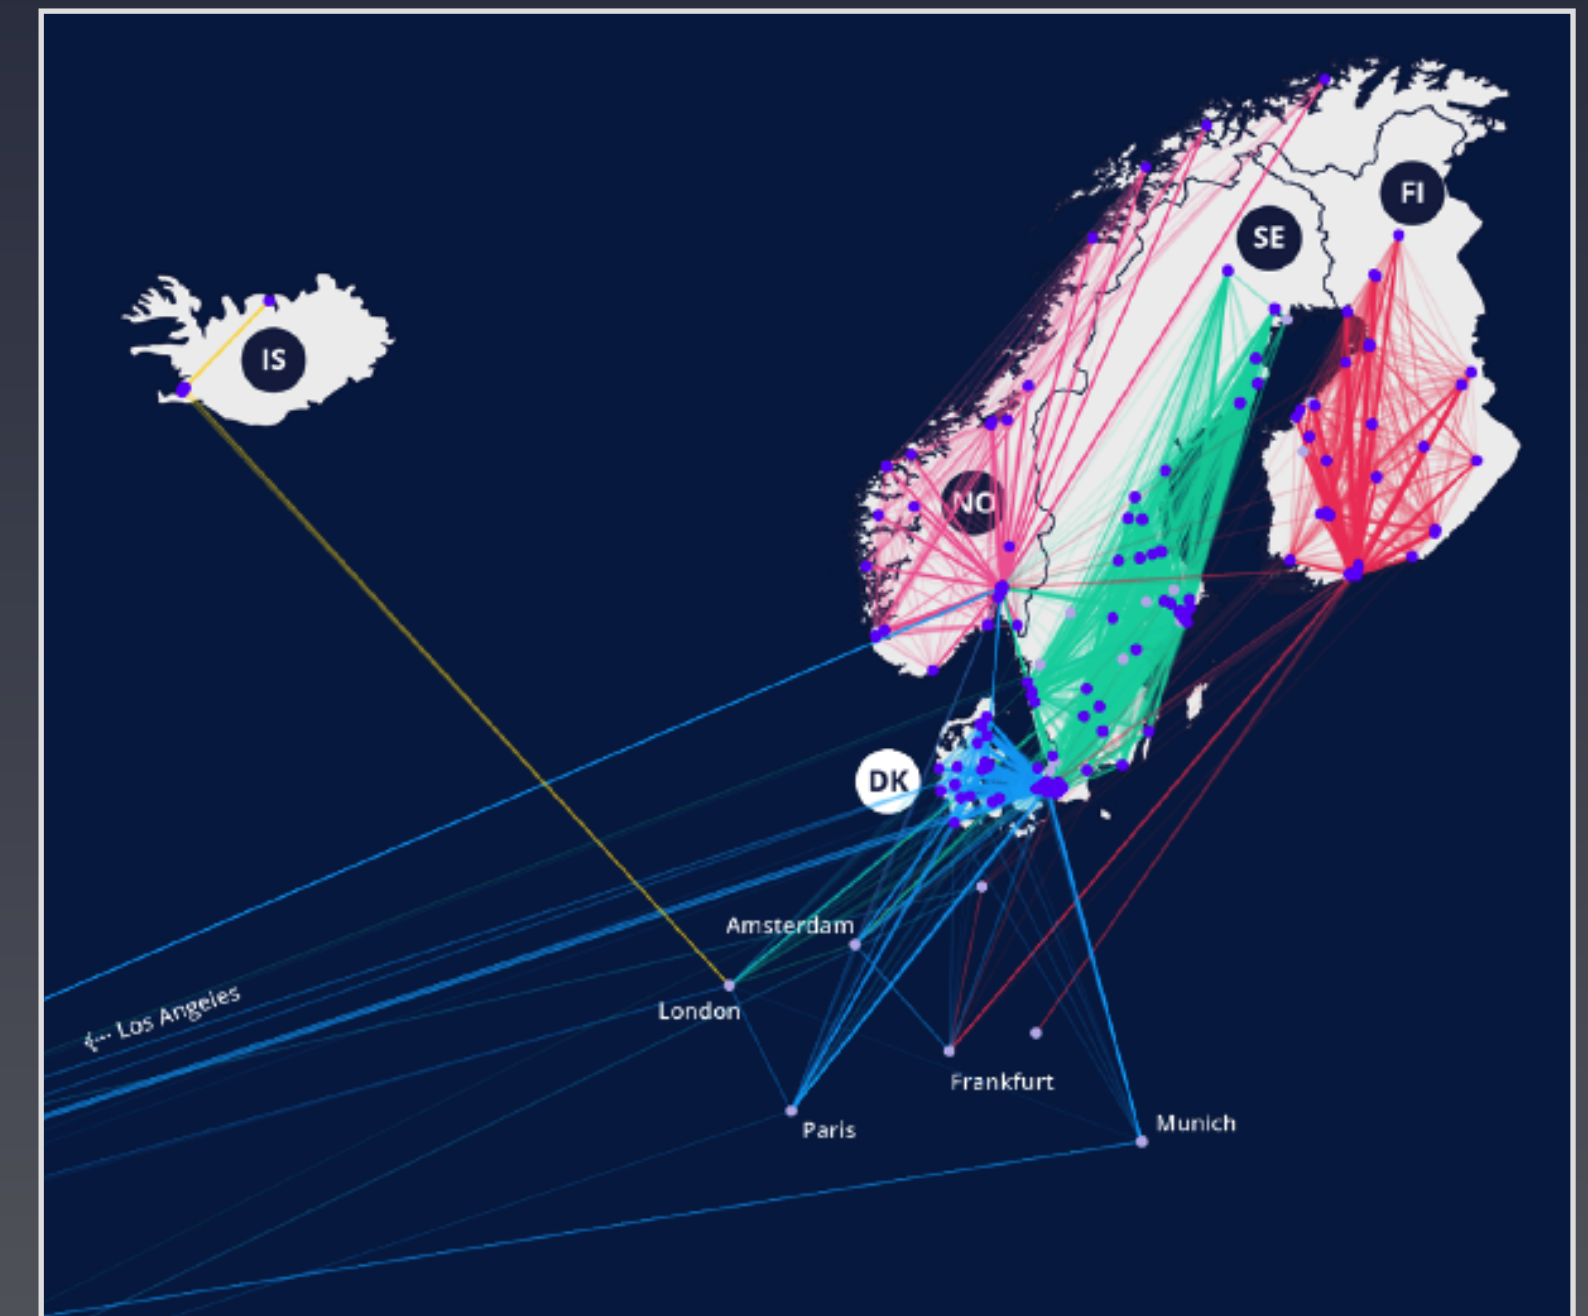 FI
SE
IS
NO
DK
Amsterdam
London
<--- Los Angeles
Frankfurt
Paris
Munich